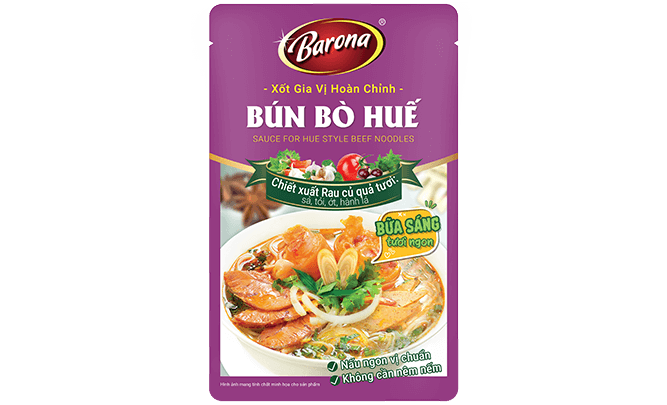 Barona
®
- Xốt Gia Vị Hoàn Chỉnh -
BÚN BÒ HUẾ
SAUCE FOR HUE STYLE BEEF NOODLES
Chiết xuất Rau củ quả tươi:
sả, tỏi, ớt, hành lá
BỮA SÁNG
tươi ngon
Nấu ngon vị chuẩn
Không cần nêm nếm
Hình ảnh mang tính chất minh họa cho sản phẩm